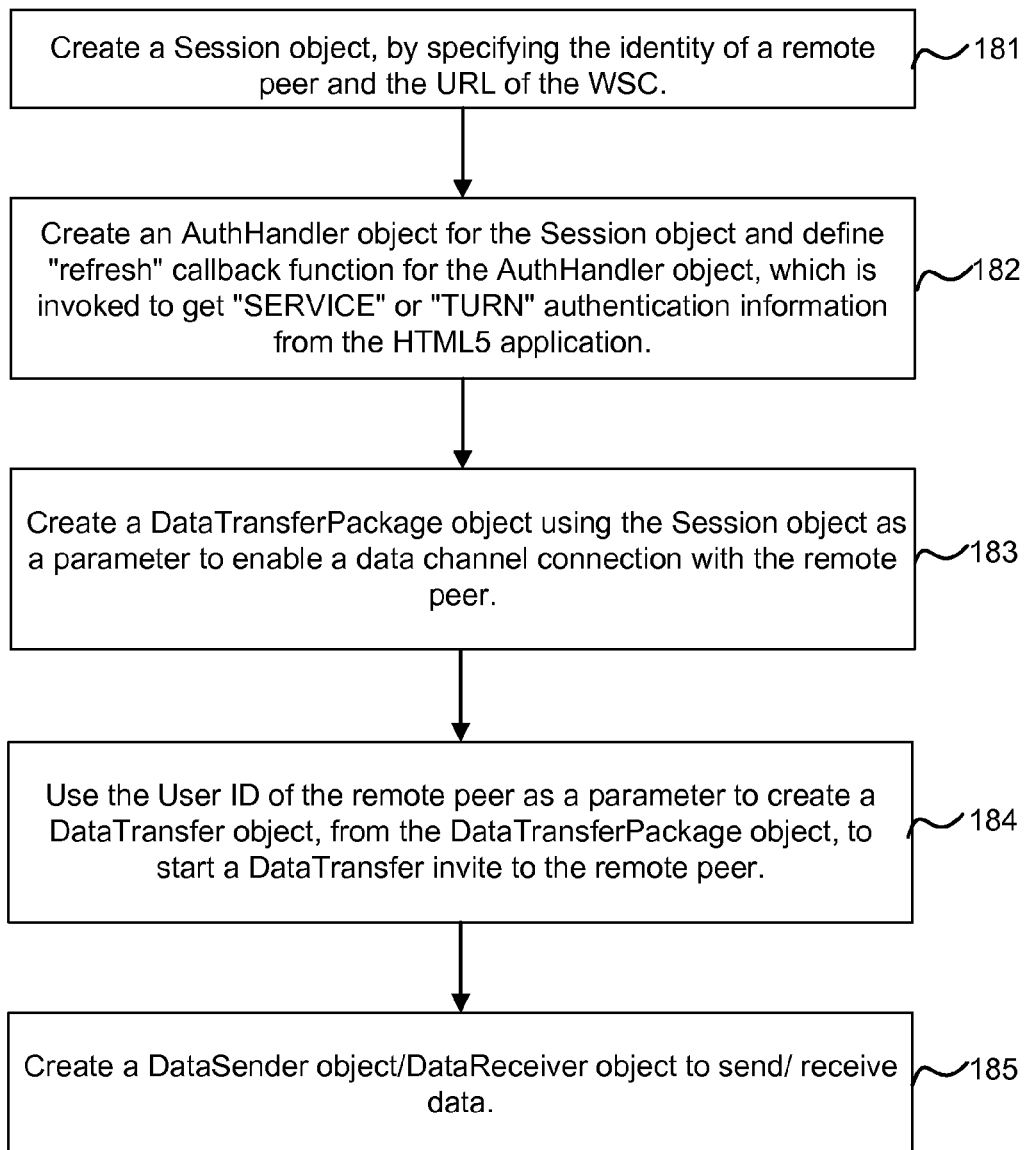 Create a Session object, by specifying the identity of a remote
peer and the URL of the WSC.
181
Create an AuthHandler object for the Session object and define
"refresh" callback function for the AuthHandler object, which is
invoked to get "SERVICE" or "TURN" authentication information
from the HTML5 application.
182
Create a DataTransferPackage object using the Session object as
a parameter to enable a data channel connection with the remote
peer.
183
Use the User ID of the remote peer as a parameter to create a
DataTransfer object, from the DataTransferPackage object, to
start a DataTransfer invite to the remote peer.
184
Create a DataSender object/DataReceiver object to send/ receive
data.
185